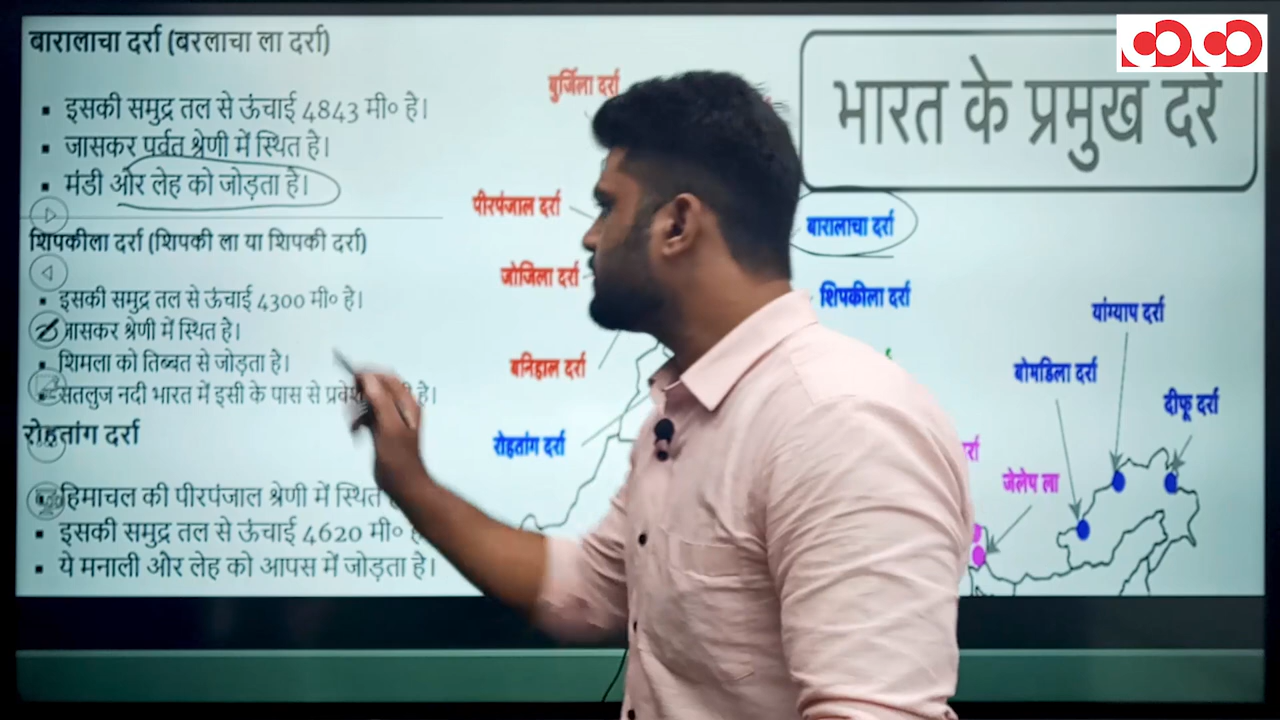 बारालाचा दर्रा (बरलाचा ला दर्रा)
▪ इसकी समुद्र तल से ऊंचाई 4843 मी० है।
▪ जासकर पर्वत श्रेणी में स्थित है।
▪ मंडी और लेह को जोड़ता है।
शिपकीला दर्रा (शिपकी ला या शिपकी दर्रा)
▪ इसकी समुद्र तल से ऊंचाई 4300 मी० है।
जासकर श्रेणी में स्थित है।
▪ शिमला को तिब्बत से जोड़ता है।
सतलुज नदी भारत में इसी के पास से है।
रोहतांग दर्रा
हिमाचल की पीरपंजाल श्रेणी में स्थित
▪ इसकी समुद्र तल से ऊंचाई 4620 मी०
▪ ये मनाली और लेह को आपस में जोड़ता है।
भारत के प्रमुख दर्रे
बुर्जिला दर्रा
पीरपंजाल दर्रा
जोजिला दर्रा
बनिहाल दर्रा
रोहतांग दर्रा
बारालाचा दर्रा
शिपकीला दर्रा
यांग्याप दर्रा
बोमडिला दर्रा
दीफू दर्रा
जेलेप ला